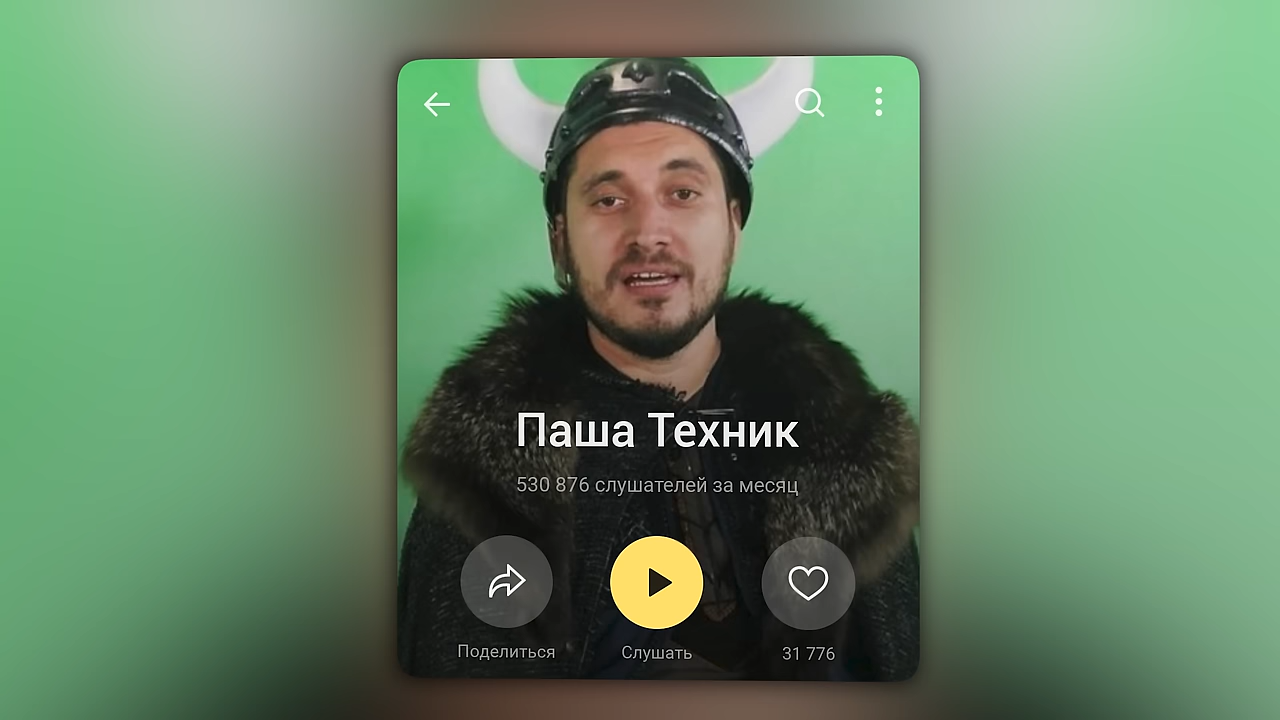 Паша Техник
530 876 слушателей за месяц
Поделиться
Слушать
31 776